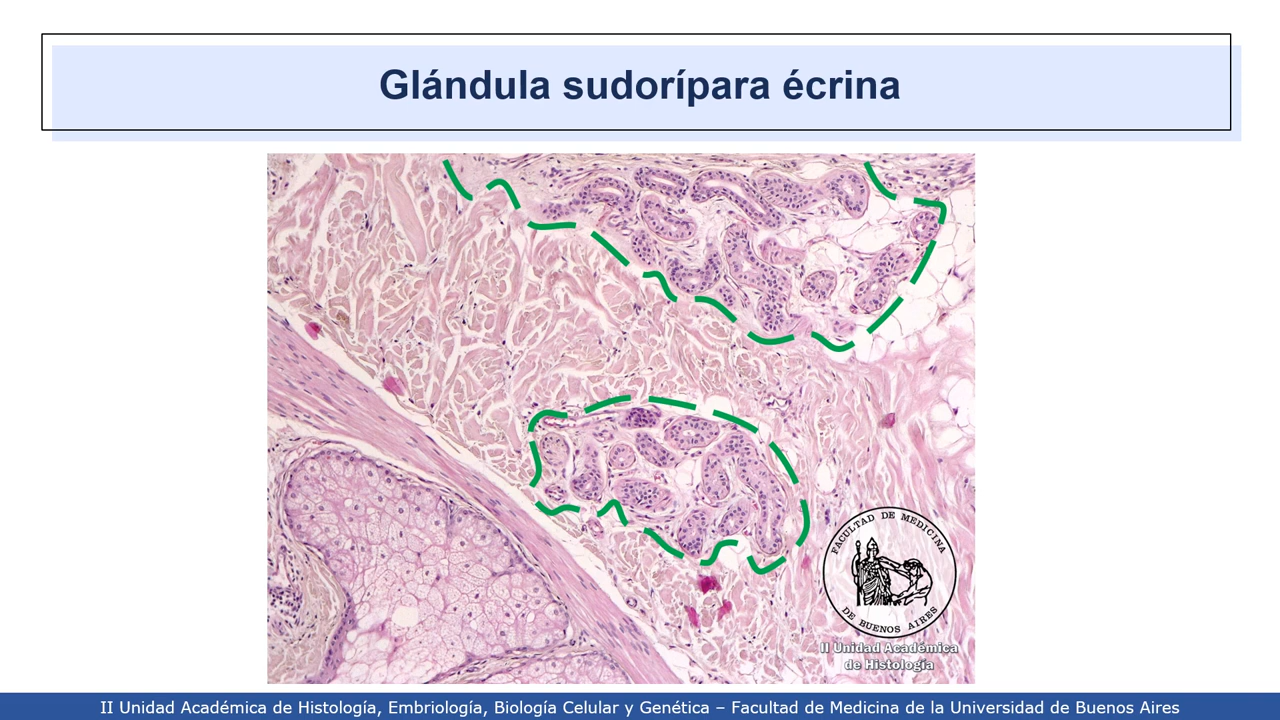 Glándula sudorípara écrina
FACULTAD DE MEDICINA
DE BUENOS AIRES
II Unidad Académica
de Histología
II Unidad Académica de Histología, Embriología, Biología Celular y Genética – Facultad de Medicina de la Universidad de Buenos Aires